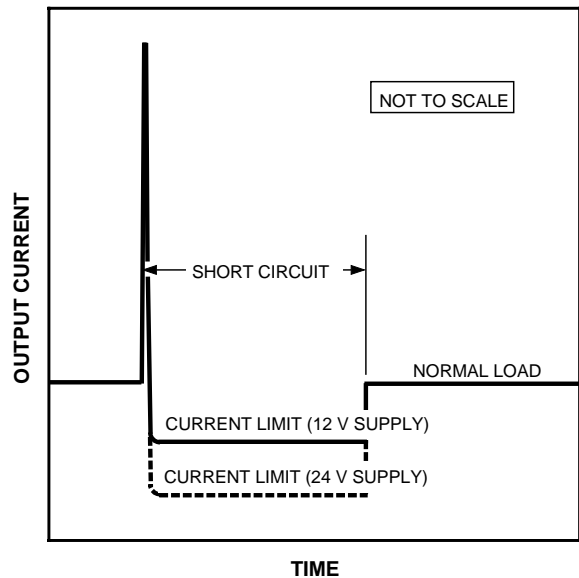 NOT TO SCALE
OUTPUT CURRENT
SHORT CIRCUIT
NORMAL LOAD
CURRENT LIMIT (12 V SUPPLY)
CURRENT LIMIT (24 V SUPPLY)
TIME